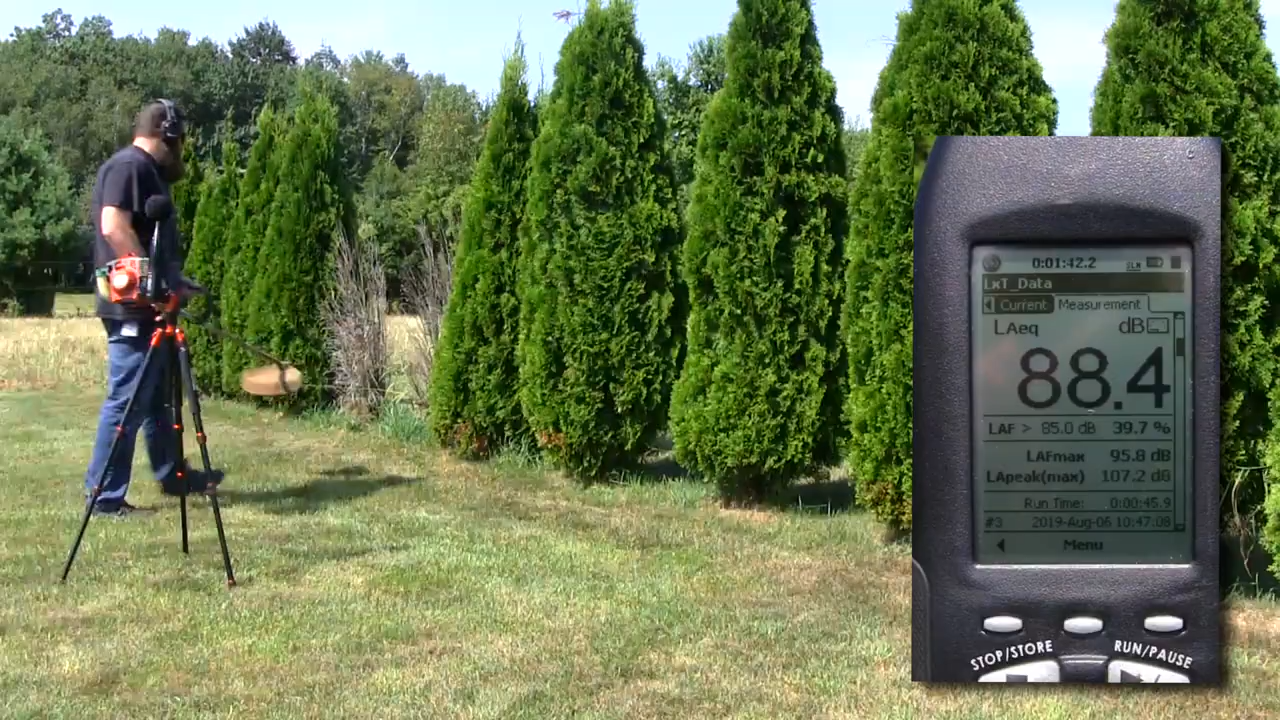 0:01:42.2 SLM
LxT_Data
Current Measurement
LAeq dB
88.4
LAF > 85.0 dB 39.7 %
LAFmax 95.8 dB
LApeak(max) 107.2 dB
Run Time: 0:00:45.9
#3 2019-Aug-06 10:47:08
Menu
STOP/STORE RUN/PAUSE